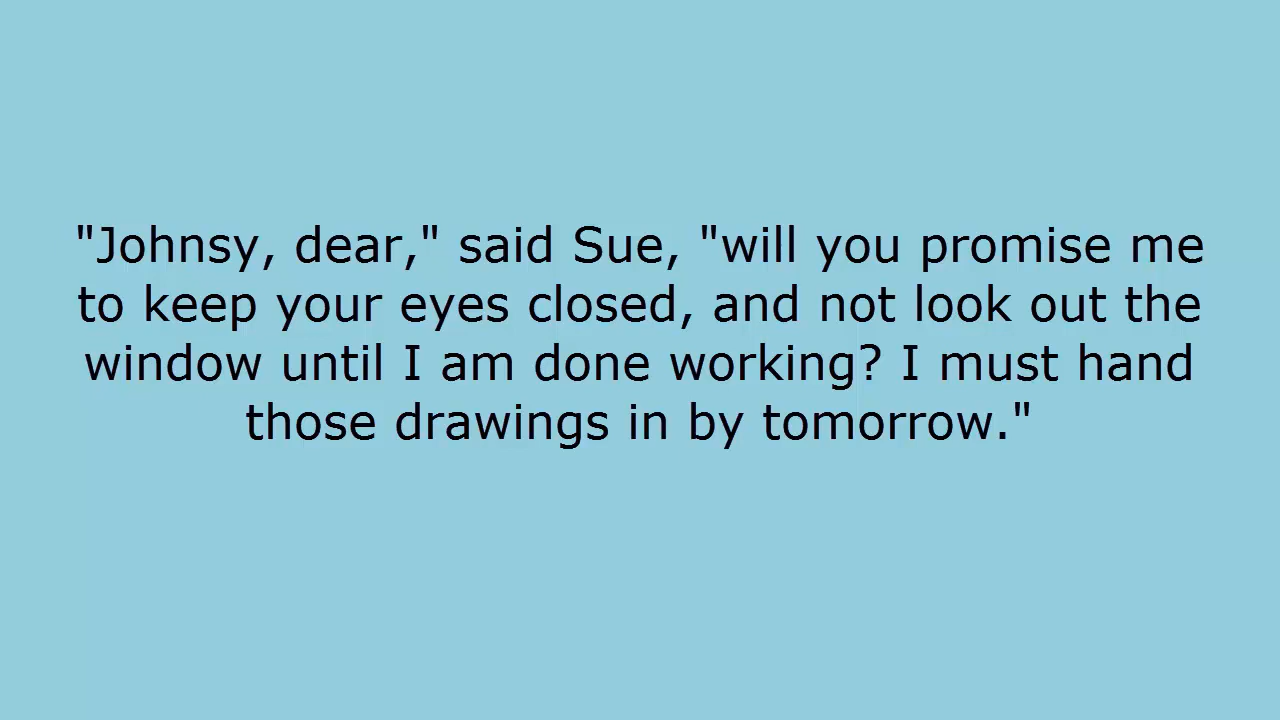 "Johnsy, dear," said Sue, "will you promise me
to keep your eyes closed, and not look out the
window until I am done working? I must hand
those drawings in by tomorrow."